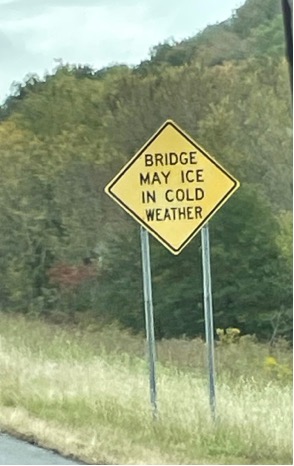 BRIDGE
MAY ICE
IN COLD
WEATHER